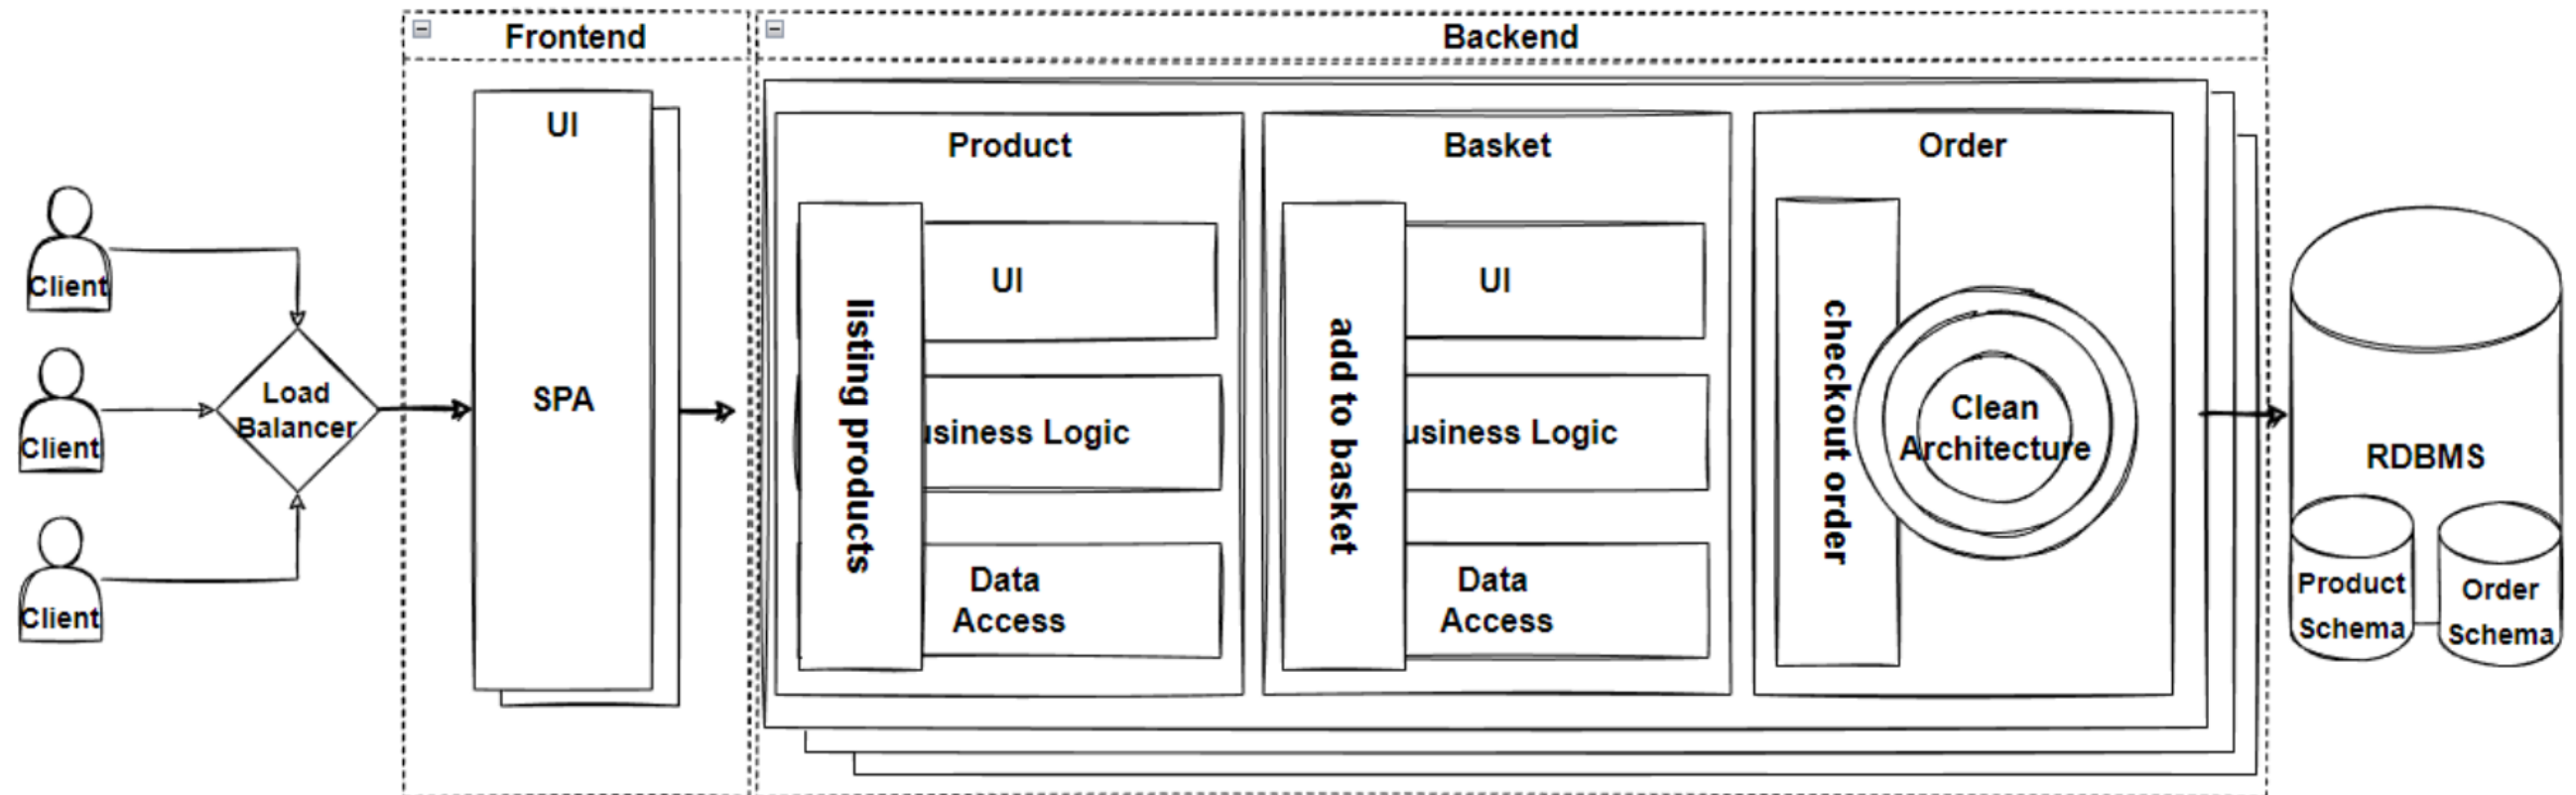 Frontend
Backend
UI
SPA
Client
Client
Client
Load
Balancer
Product
listing products
UI
usiness Logic
Data
Access
Basket
add to basket
UI
usiness Logic
Data
Access
Order
checkout order
Clean
Architecture
RDBMS
Product
Schema
Order
Schema